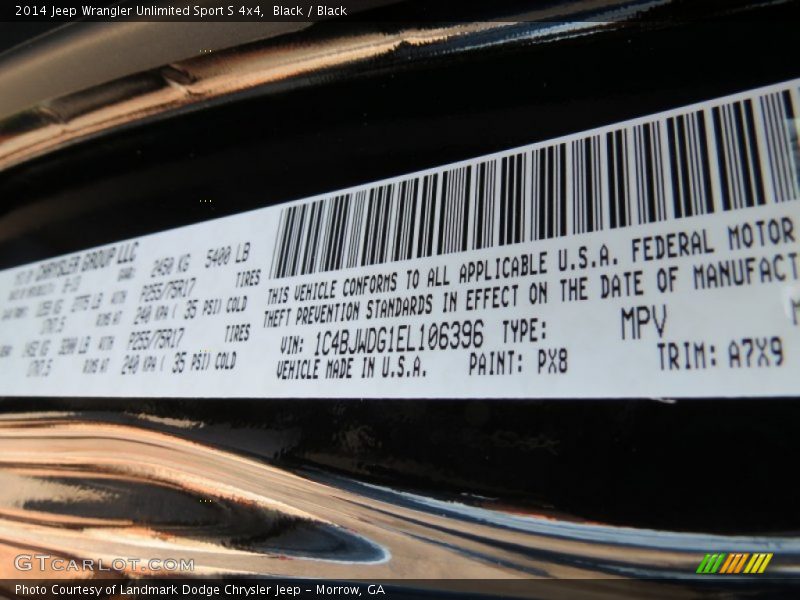 2014 Jeep Wrangler Unlimited Sport S 4x4, Black / Black
CHRYSLER GROUP LLC
2450 KG 5400 LB
TIRES
P255/75R17
240 KPA ( 35 PSI) COLD
TIRES
P255/75R17
240 KPA ( 35 PSI) COLD
THIS VEHICLE CONFORMS TO ALL APPLICABLE U.S.A. FEDERAL MOTOR
THEFT PREVENTION STANDARDS IN EFFECT ON THE DATE OF MANUFACT
VIN: 1C4BJWDG1EL106396 TYPE: MPV
VEHICLE MADE IN U.S.A. PAINT: PX8 TRIM: A7X9
GTCARLOT.COM
Photo Courtesy of Landmark Dodge Chrysler Jeep – Morrow, GA